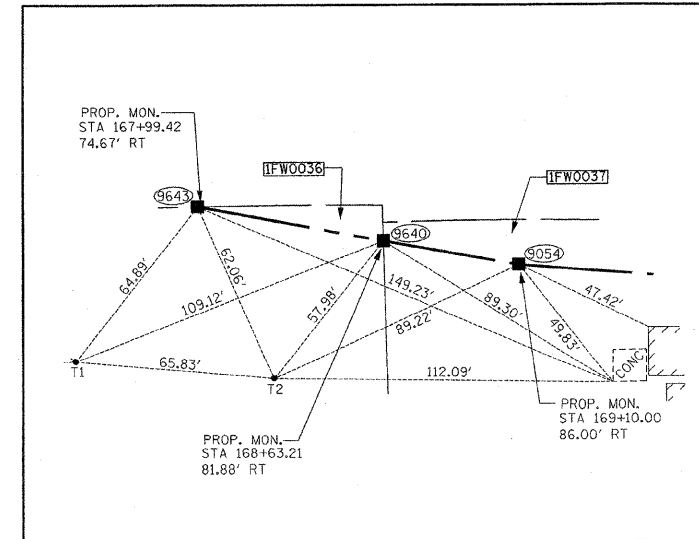 PROP. MON.
STA 167+99.42
74.67' RT
1FW0036
1FW0037
9643
9640
9054
64.89'
62.06'
109.12'
57.98'
149.23'
89.22'
89.30'
49.83'
47.42'
65.83'
112.09'
T1
T2
CONC
PROP. MON.
STA 168+63.21
81.88' RT
PROP. MON.
STA 169+10.00
86.00' RT